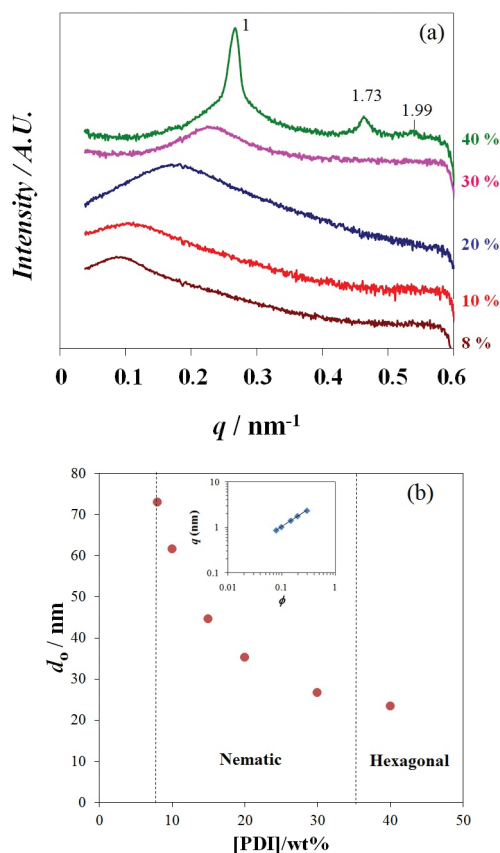 (a)
1
1.73
1.99
40 %
30 %
20 %
10 %
8 %
Intensity / A.U.
0 0.1 0.2 0.3 0.4 0.5 0.6
q / nm-1
(b)
80
70
60
50
40
30
20
10
0
do / nm
10
1
0.1
q (nm)
0.01 0.1 1
ϕ
Nematic Hexagonal
0 10 20 30 40 50
[PDI]/wt%